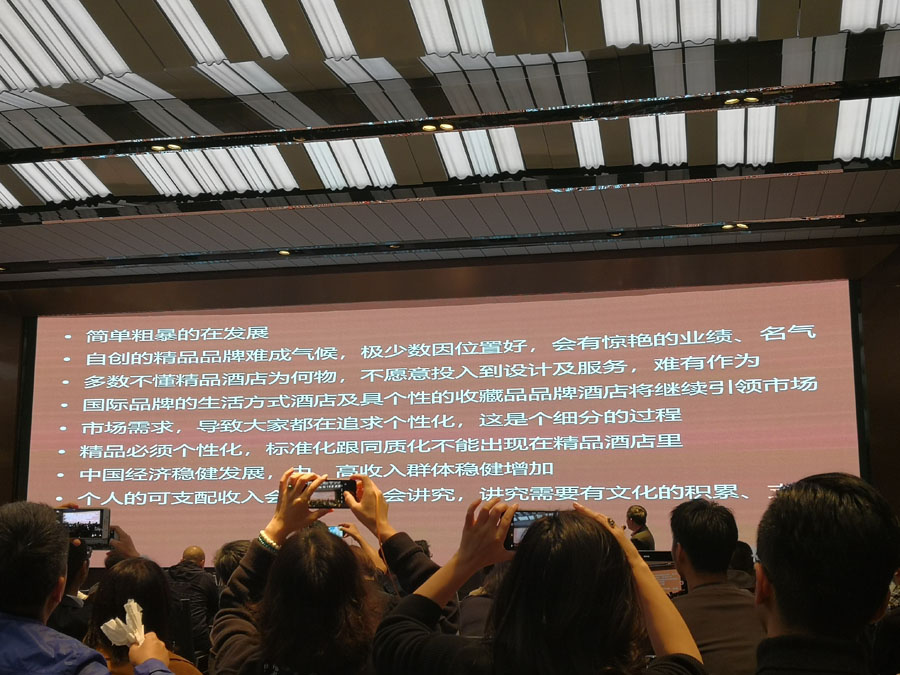 • 简单粗暴的在发展
• 自创的精品品牌难成气候，极少数因位置好，会有惊艳的业绩、名气
• 多数不懂精品酒店为何物，不愿意投入到设计及服务，难有作为
• 国际品牌的生活方式酒店及具个性的收藏品品牌酒店将继续引领市场
• 市场需求，导致大家都在追求个性化，这是个细分的过程
• 精品必须个性化，标准化跟同质化不能出现在精品酒店里
• 中国经济稳健发展，中、高收入群体稳健增加
• 个人的可支配收入会 会讲究，讲究需要有文化的积累、